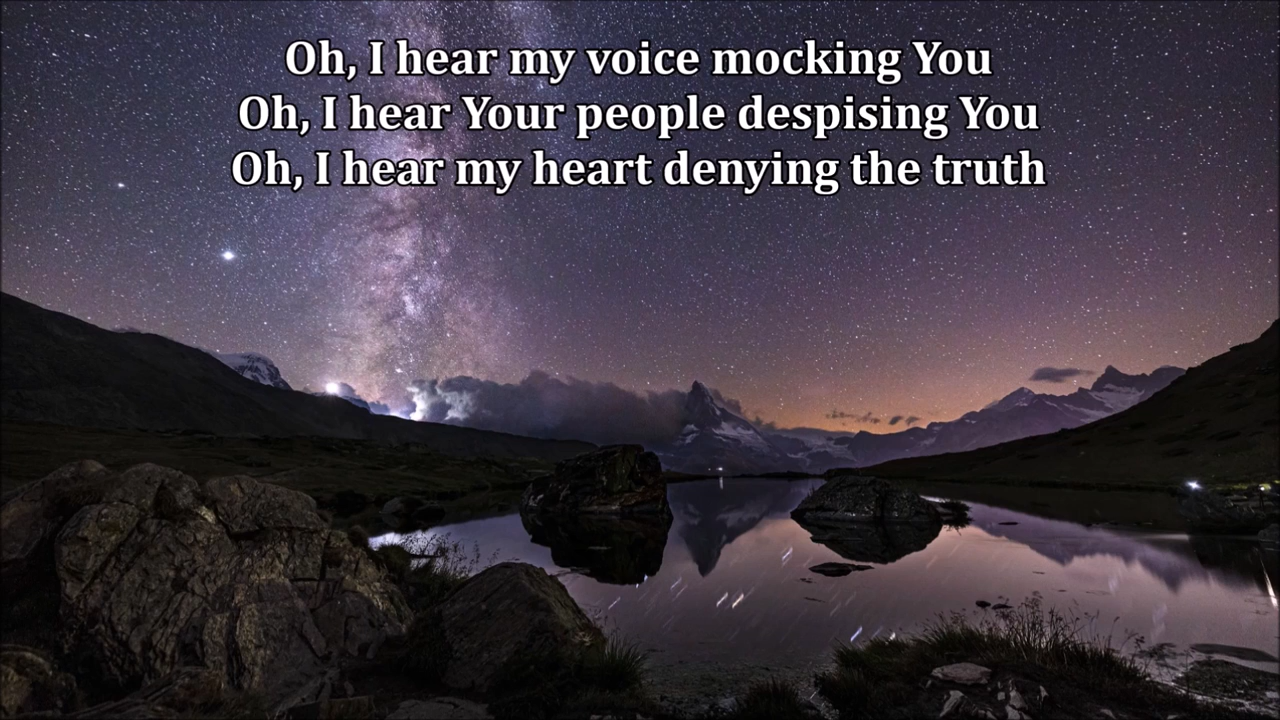 Oh, I hear my voice mocking You
Oh, I hear Your people despising You
Oh, I hear my heart denying the truth